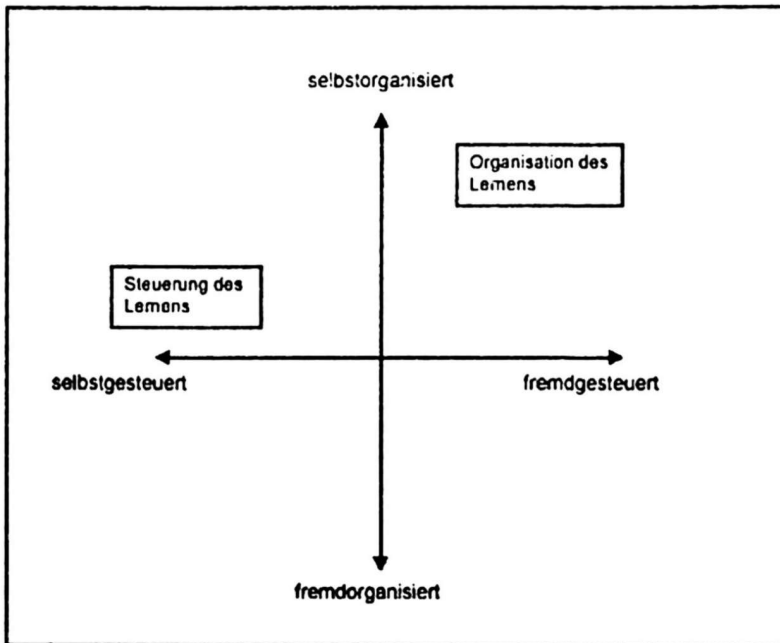 selbstorganisiert
Organisation des
Lernens
Steuerung des
Lernens
selbstgesteuert
fremdgesteuert
fremdorganisiert